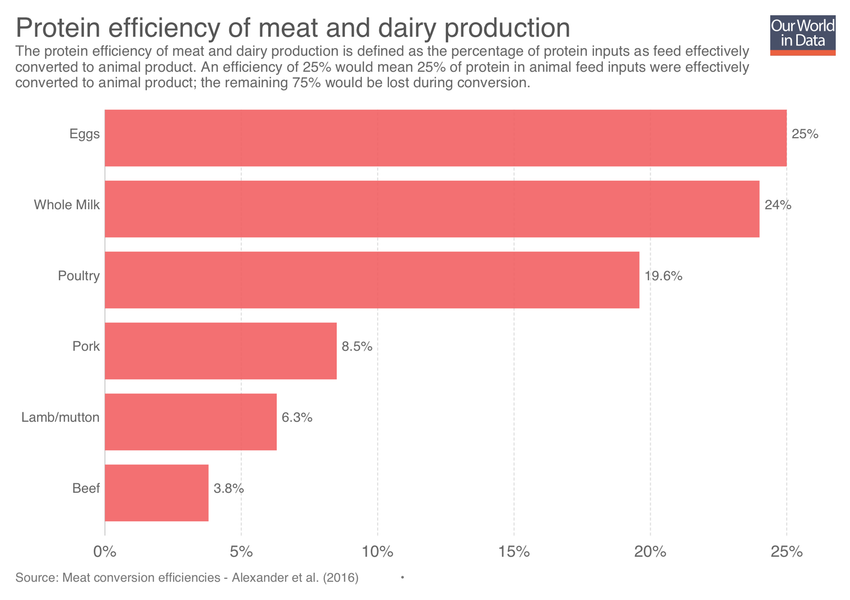 Protein efficiency of meat and dairy production
Our World
in Data
The protein efficiency of meat and dairy production is defined as the percentage of protein inputs as feed effectively
converted to animal product. An efficiency of 25% would mean 25% of protein in animal feed inputs were effectively
converted to animal product; the remaining 75% would be lost during conversion.
Eggs
25%
Whole Milk
24%
Poultry
19.6%
Pork
8.5%
Lamb/mutton
6.3%
Beef
3.8%
0%
5%
10%
15%
20%
25%
Source: Meat conversion efficiencies - Alexander et al. (2016) •